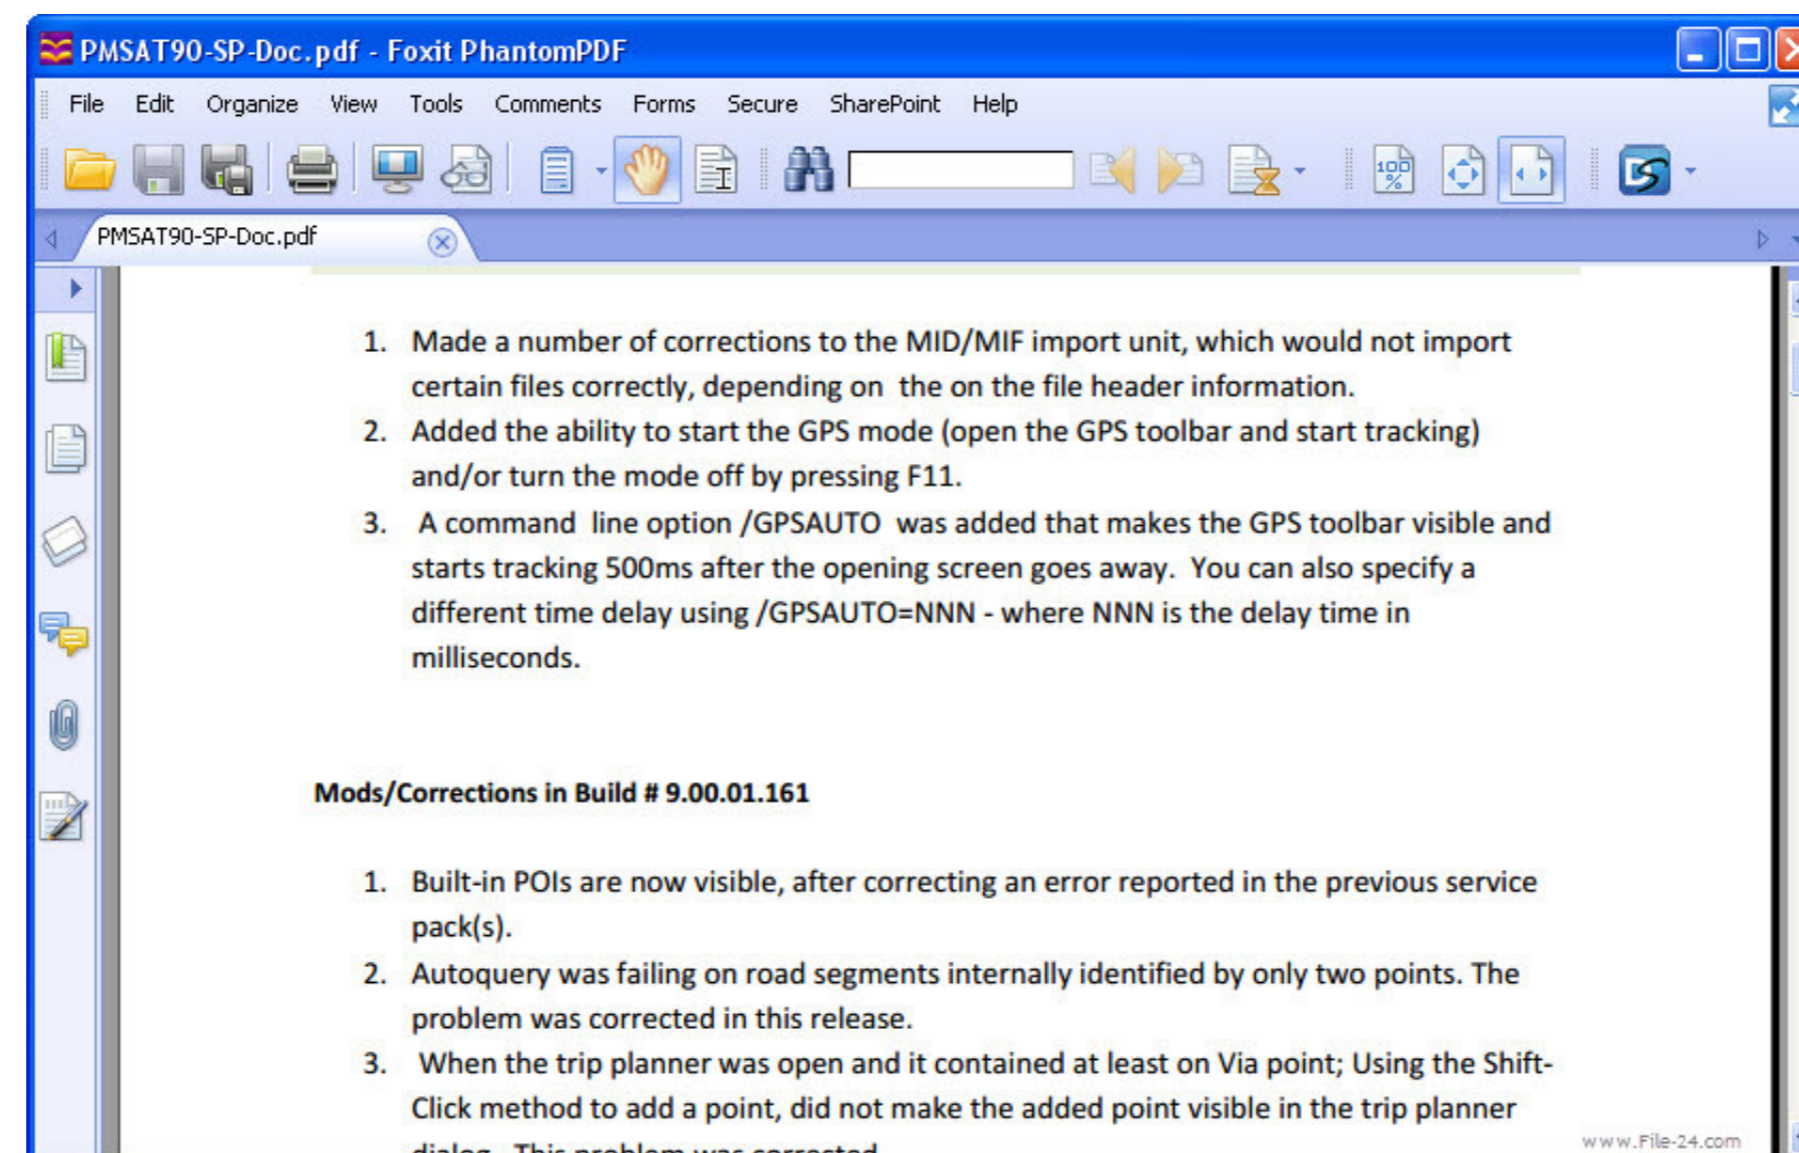 PMSAT90-SP-Doc.pdf - Foxit PhantomPDF
File Edit Organize View Tools Comments Forms Secure SharePoint Help
100 %
PMSAT90-SP-Doc.pdf
1. Made a number of corrections to the MID/MIF import unit, which would not import
certain files correctly, depending on  the on the file header information.
2. Added the ability to start the GPS mode (open the GPS toolbar and start tracking)
and/or turn the mode off by pressing F11.
3.  A command  line option /GPSAUTO  was added that makes the GPS toolbar visible and
starts tracking 500ms after the opening screen goes away.  You can also specify a
different time delay using /GPSAUTO=NNN - where NNN is the delay time in
milliseconds.
Mods/Corrections in Build # 9.00.01.161
1. Built-in POIs are now visible, after correcting an error reported in the previous service
pack(s).
2. Autoquery was failing on road segments internally identified by only two points. The
problem was corrected in this release.
3.  When the trip planner was open and it contained at least on Via point; Using the Shift-
Click method to add a point, did not make the added point visible in the trip planner
dialog.  This problem was corrected
www.File-24.com